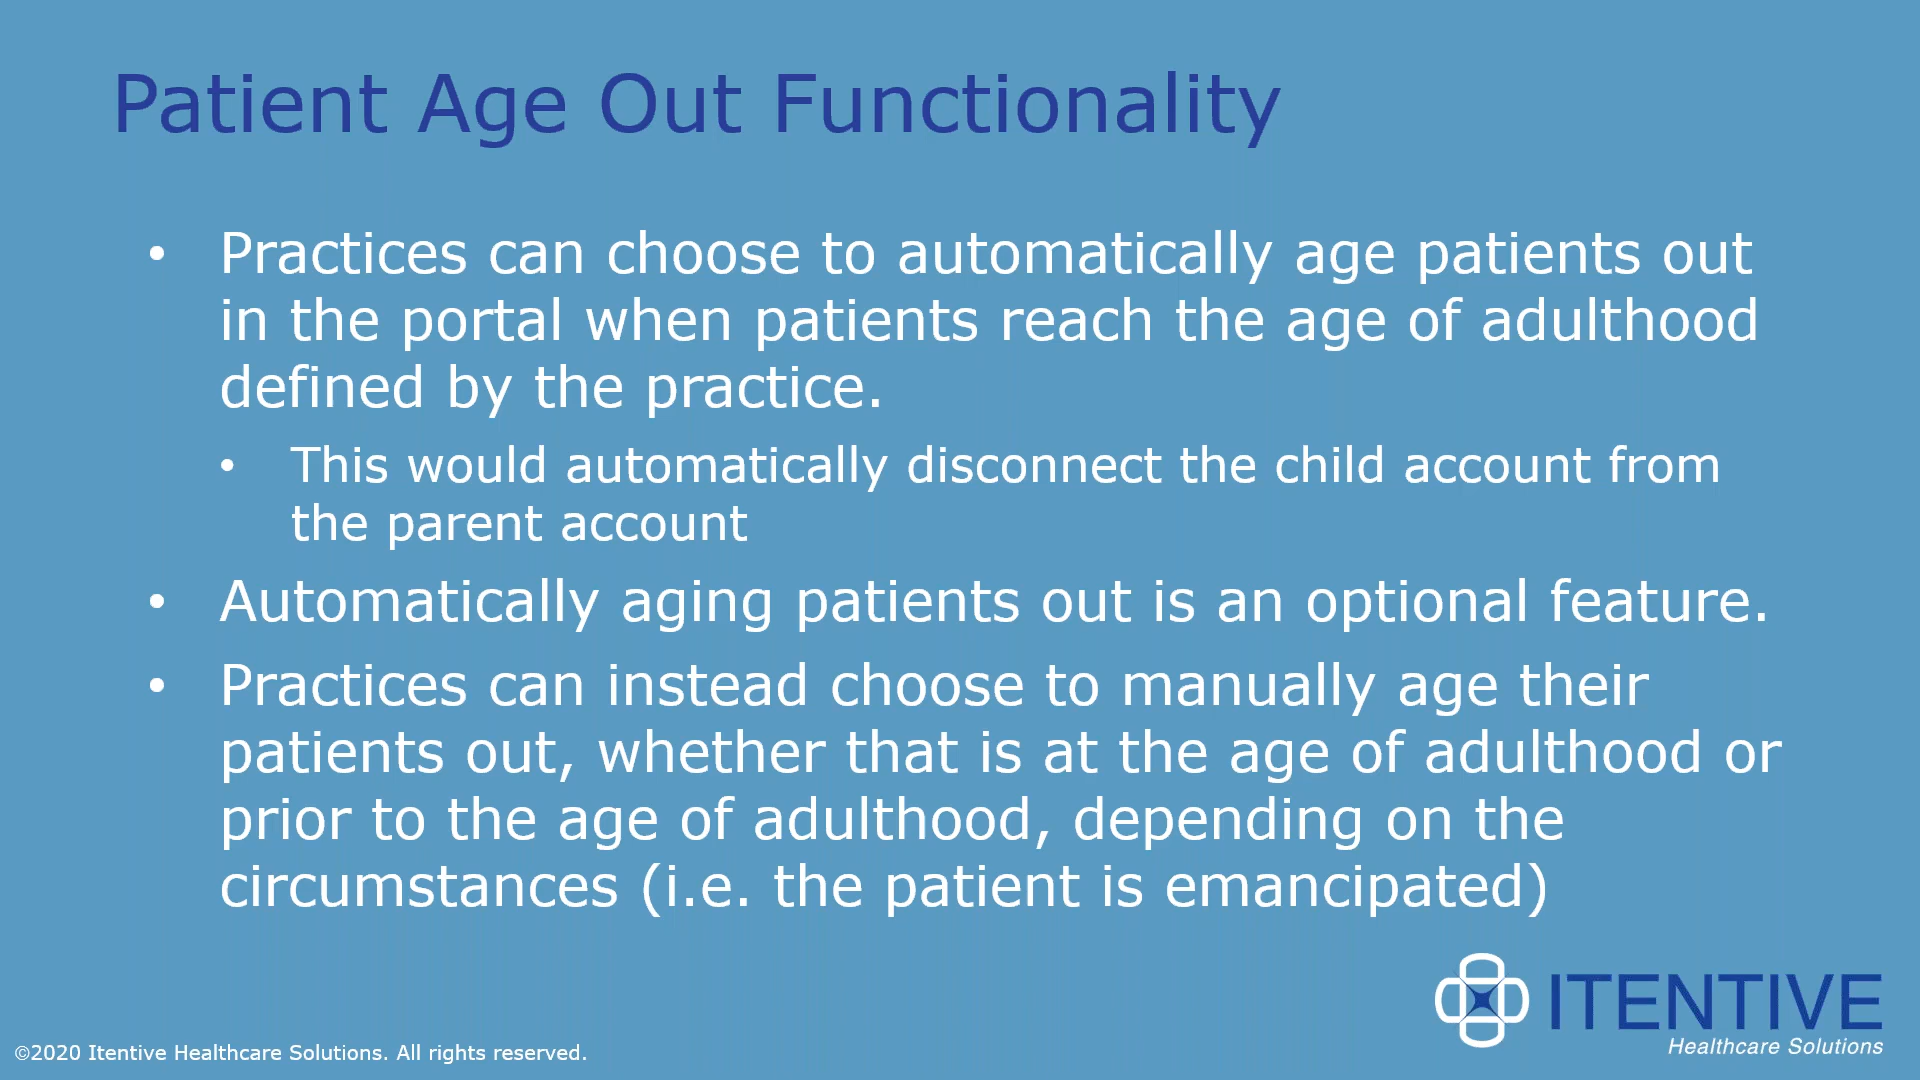 Patient Age Out Functionality
• Practices can choose to automatically age patients out
in the portal when patients reach the age of adulthood
defined by the practice.
• This would automatically disconnect the child account from
the parent account
• Automatically aging patients out is an optional feature.
• Practices can instead choose to manually age their
patients out, whether that is at the age of adulthood or
prior to the age of adulthood, depending on the
circumstances (i.e. the patient is emancipated)
ITENTIVE
Healthcare Solutions
©2020 Itentive Healthcare Solutions. All rights reserved.